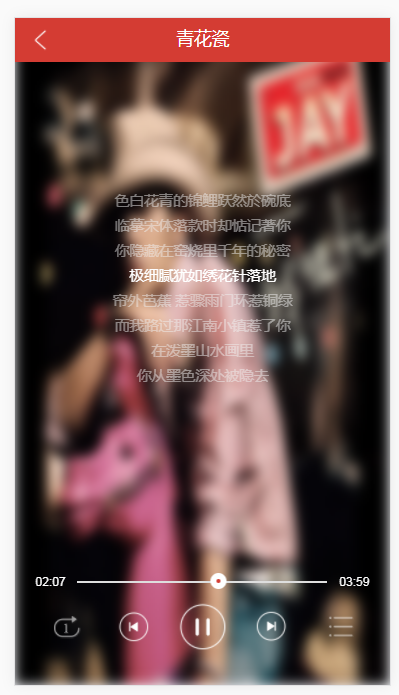 青花瓷
JAY
色白花青的锦鲤跃然於碗底
临摹宋体落款时却惦记著你
你隐藏在窑烧里千年的秘密
极细腻犹如绣花针落地
帘外芭蕉 惹骤雨门环惹铜绿
而我路过那江南小镇惹了你
在泼墨山水画里
你从墨色深处被隐去
02:07
03:59
1